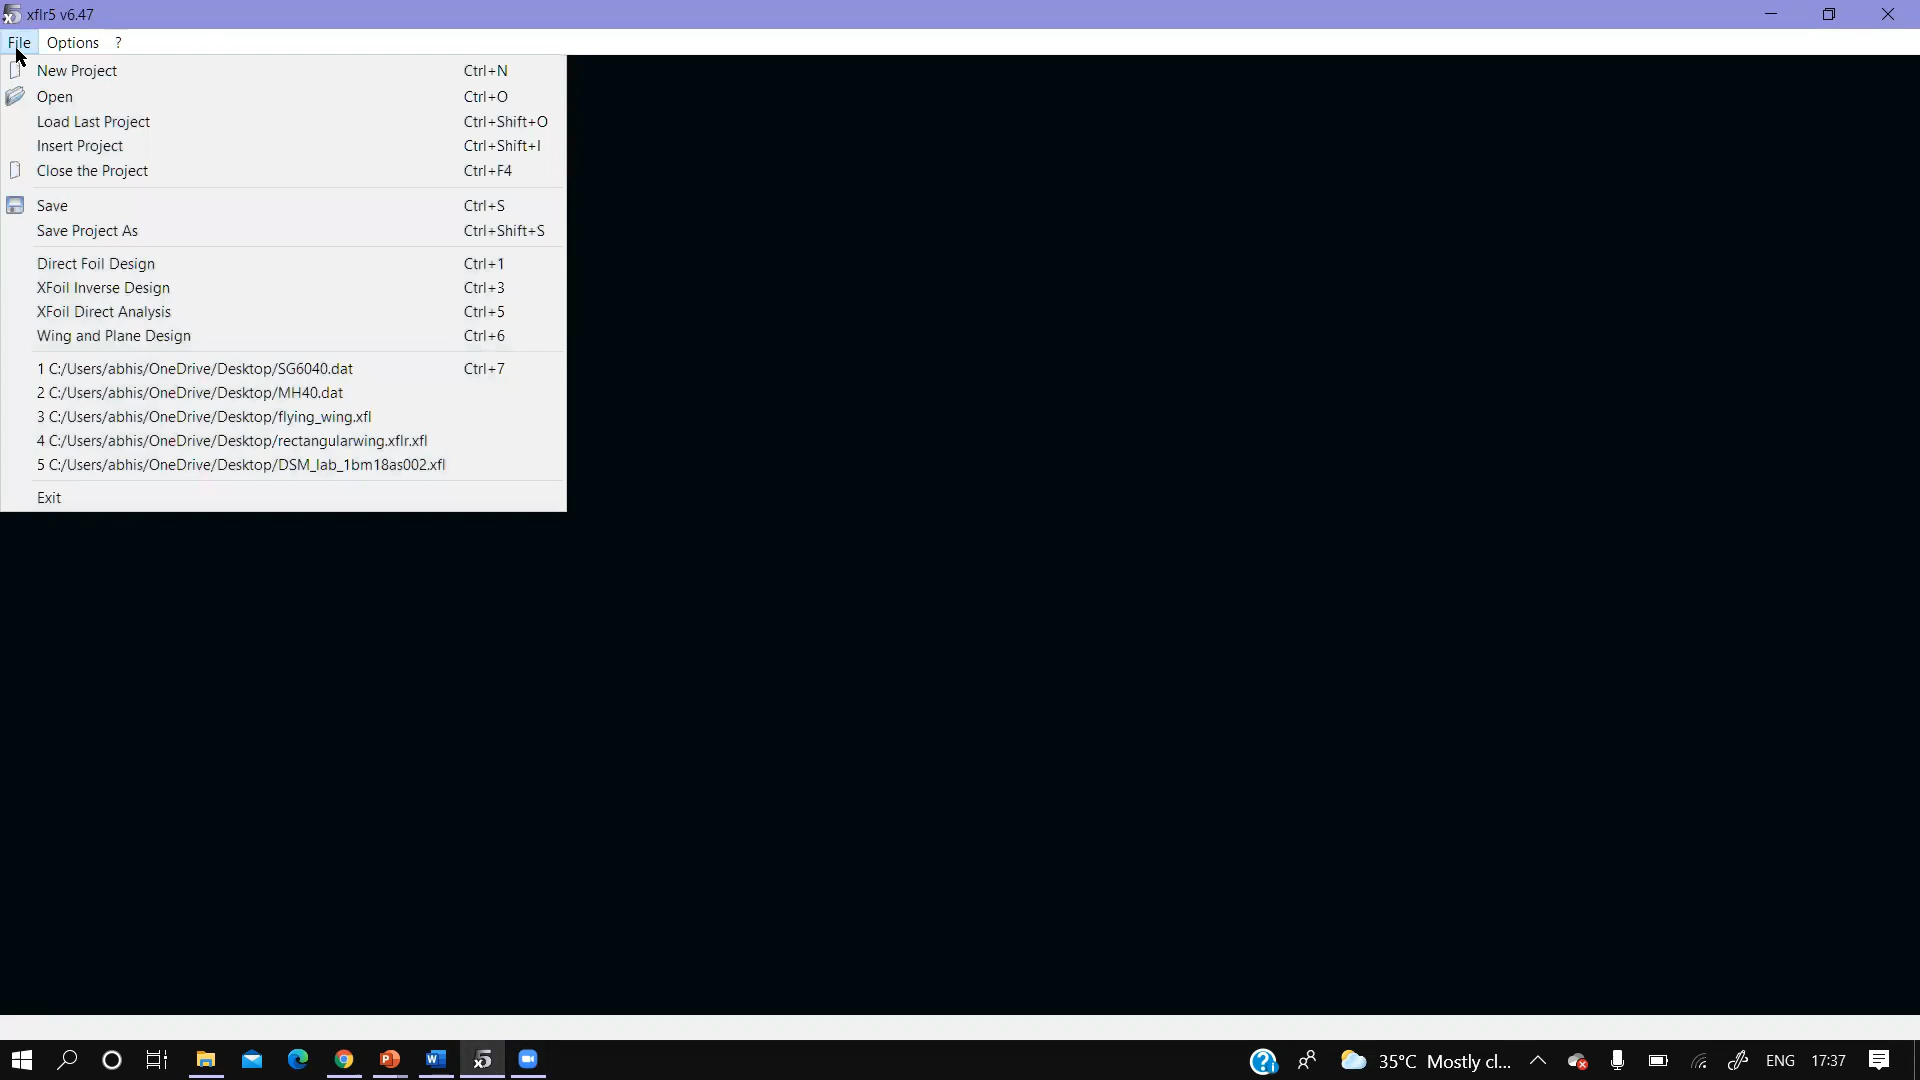 xflr5 v6.47
File Options ?
New Project Ctrl+N
Open Ctrl+O
Load Last Project Ctrl+Shift+O
Insert Project Ctrl+Shift+I
Close the Project Ctrl+F4
Save Ctrl+S
Save Project As Ctrl+Shift+S
Direct Foil Design Ctrl+1
XFoil Inverse Design Ctrl+3
XFoil Direct Analysis Ctrl+5
Wing and Plane Design Ctrl+6
1 C:/Users/abhis/OneDrive/Desktop/SG6040.dat Ctrl+7
2 C:/Users/abhis/OneDrive/Desktop/MH40.dat
3 C:/Users/abhis/OneDrive/Desktop/flying_wing.xfl
4 C:/Users/abhis/OneDrive/Desktop/rectangularwing.xflr.xfl
5 C:/Users/abhis/OneDrive/Desktop/DSM_lab_1bm18as002.xfl
Exit
35°C Mostly cl... ENG 17:37